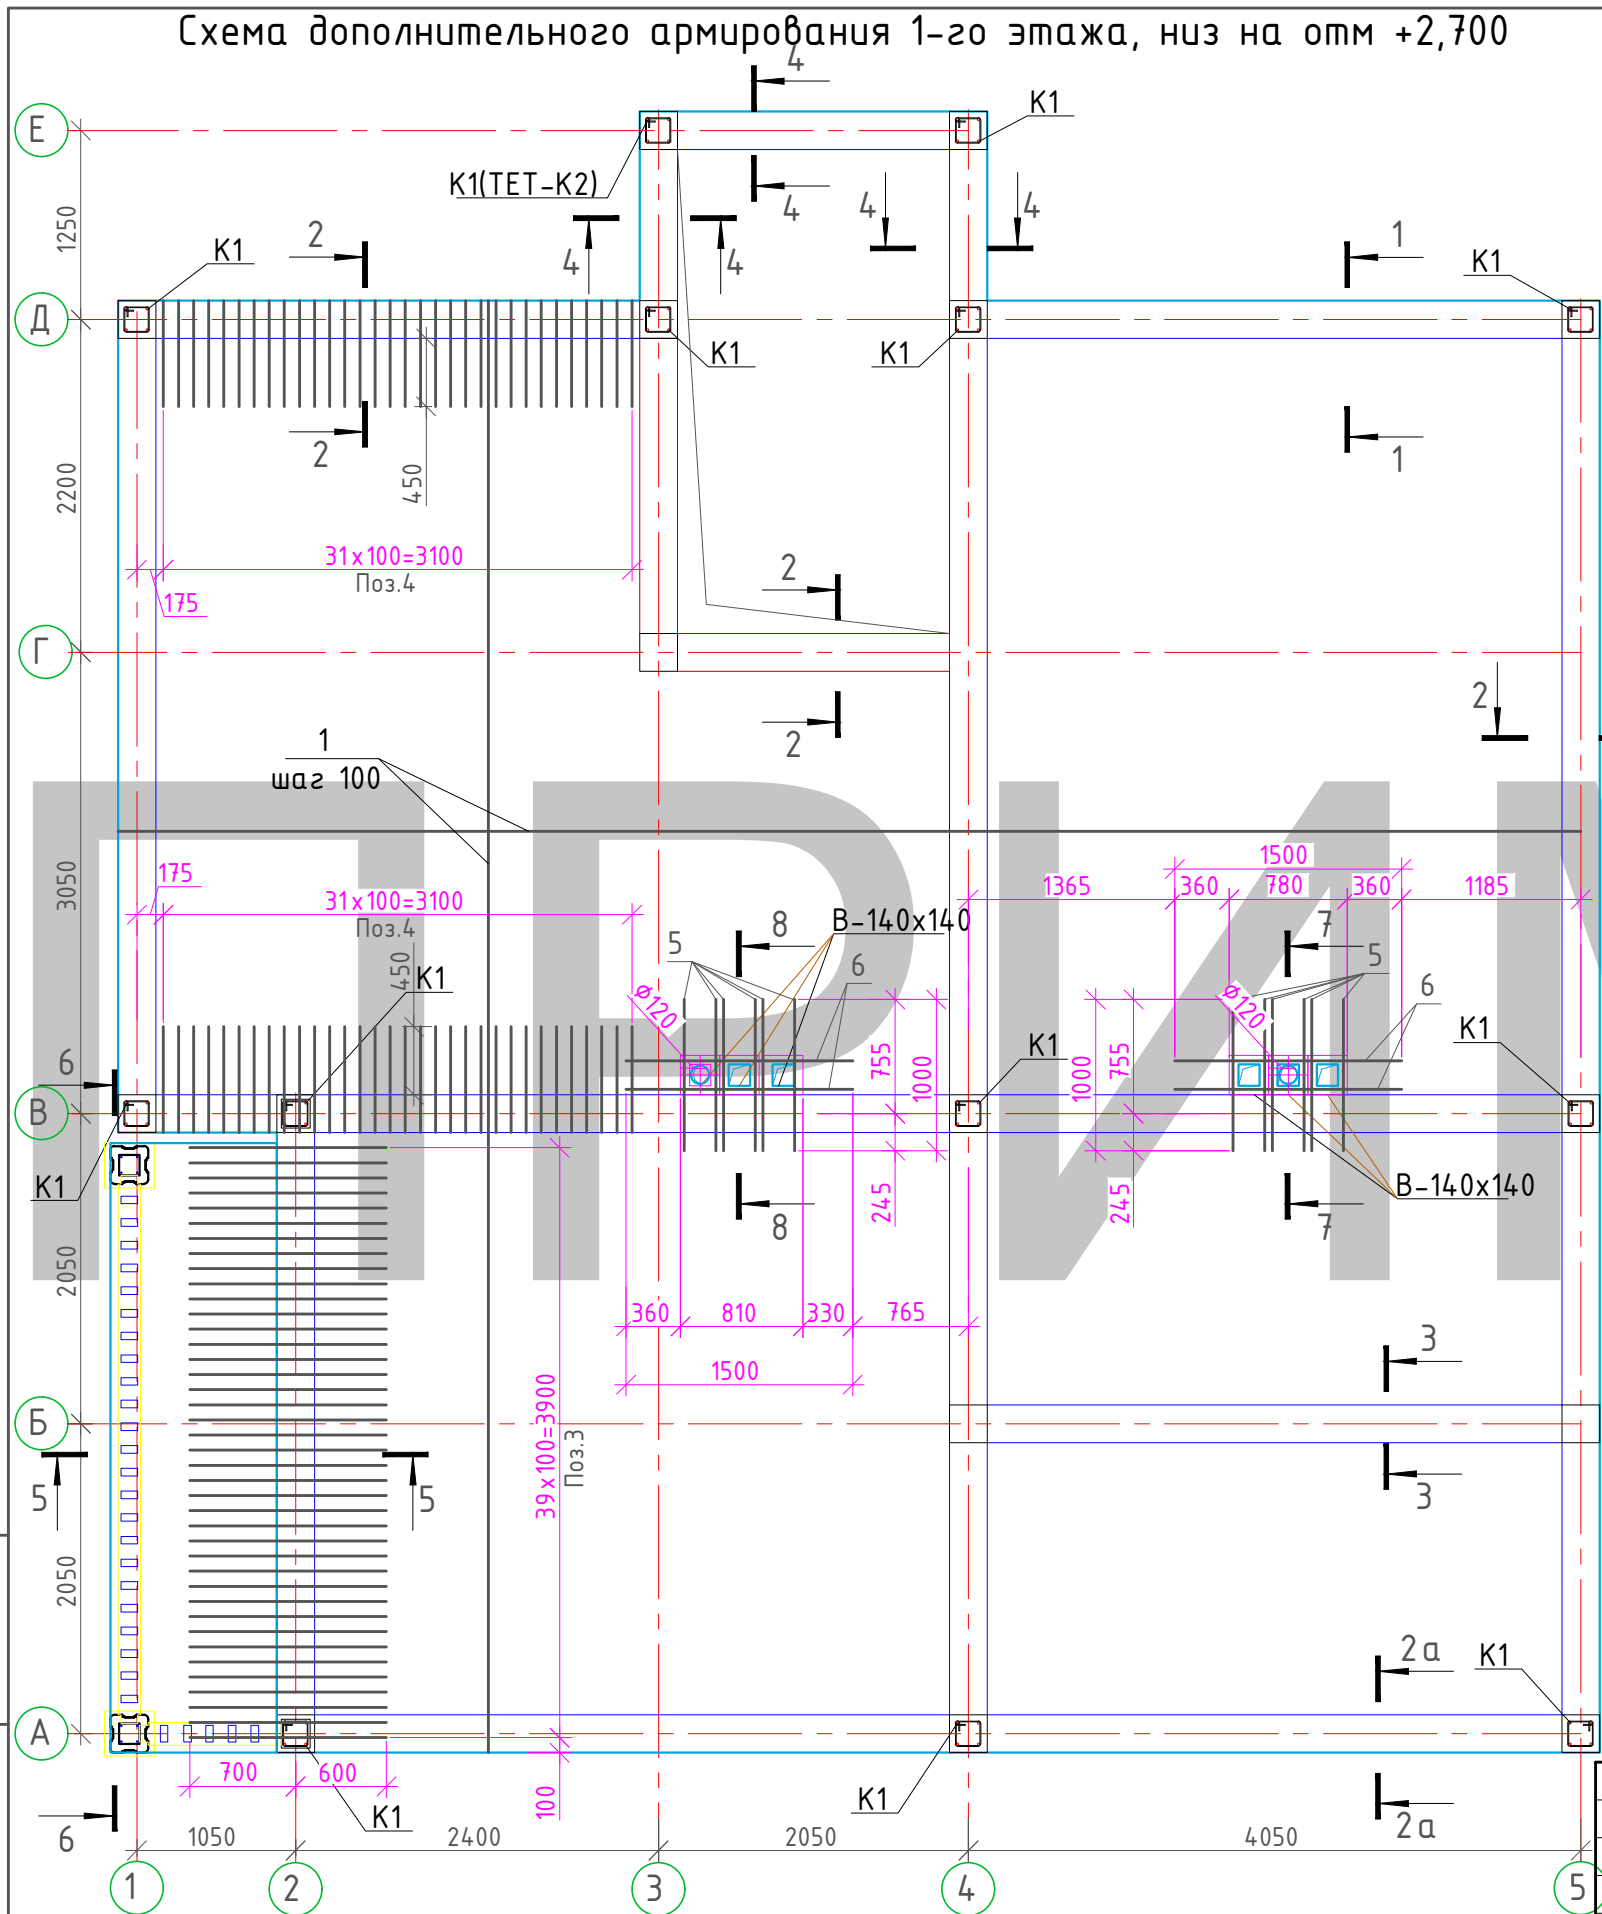 Схема дополнительного армирования 1-го этажа, низ на отм +2,700
4
К1
Е
К1(ТЕТ-К2)
4
4
4
1250
2
К1
4
4
1
К1
Д
К1
К1
2
450
1
2200
31х100=3100
Поз.4
175
2
Г
2
2
1
шаг 100
3050
175
31х100=3100
Поз.4
1500
1365
360
780
360
1185
8
В-140х140
7
5
6
5
6
450
К1
Ø120
755
1000
Ø120
755
1000
К1
К1
6
В
К1
245
245
В-140х140
8
7
2050
360
810
330
765
1500
3
39х100=3900
Поз.3
Б
5
5
3
2050
2а
К1
А
700
600
100
К1
К1
2а
6
1050
2400
2050
4050
1
2
3
4
5
ПРИМ